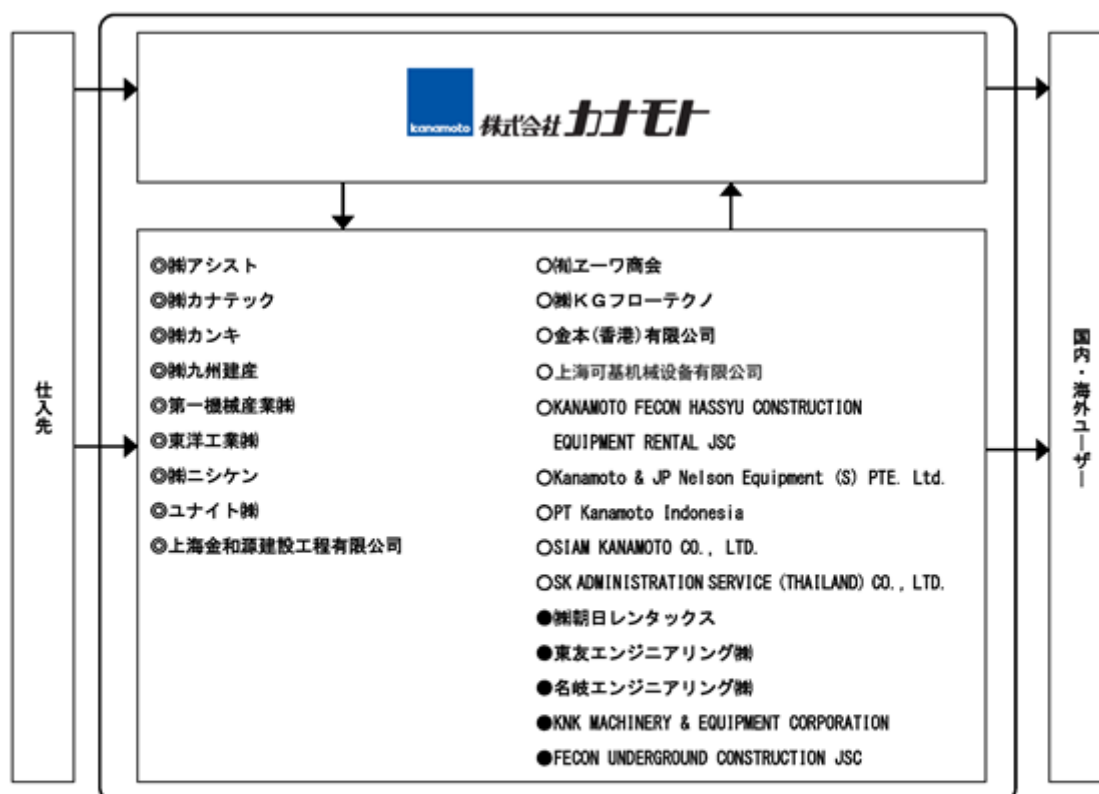 仕入先
kanamoto
株式会社カナモト
◎㈱アシスト
◎㈱カナテック
◎㈱カンキ
◎㈱九州建産
◎第一機械産業㈱
◎東洋工業㈱
◎㈱ニシケン
◎ユナイト㈱
◎上海金和源建設工程有限公司
○㈲ヱーワ商会
○㈱KGフローテクノ
○金本(香港)有限公司
○上海可基机械设备有限公司
○KANAMOTO FECON HASSYU CONSTRUCTION
EQUIPMENT RENTAL JSC
○Kanamoto & JP Nelson Equipment (S) PTE. Ltd.
○PT Kanamoto Indonesia
○SIAM KANAMOTO CO., LTD.
○SK ADMINISTRATION SERVICE (THAILAND) CO., LTD.
●㈱朝日レンタックス
●東友エンジニアリング㈱
●名岐エンジニアリング㈱
●KNK MACHINERY & EQUIPMENT CORPORATION
●FECON UNDERGROUND CONSTRUCTION JSC
国内・海外ユーザー